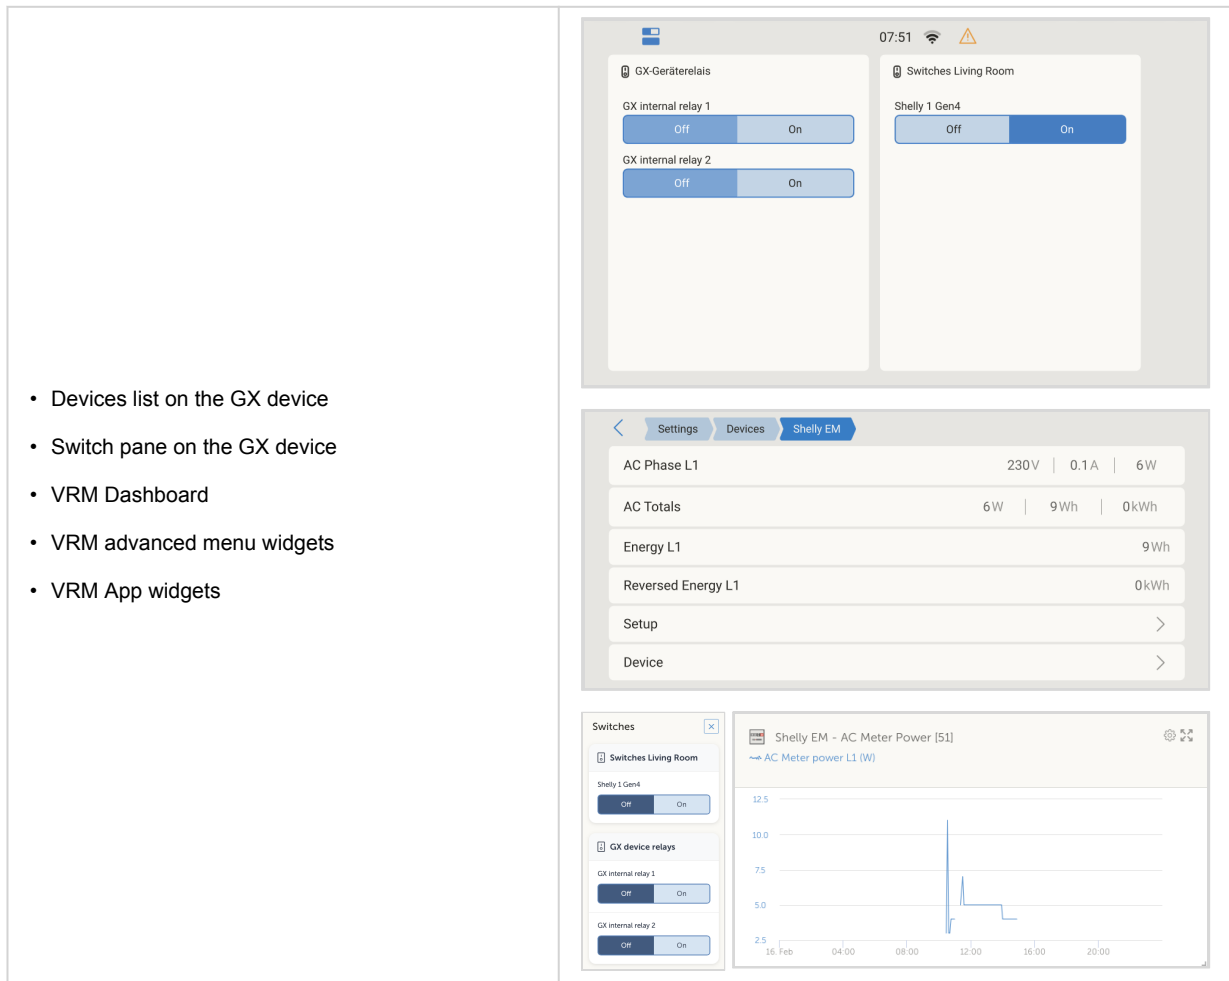 • Devices list on the GX device
• Switch pane on the GX device
• VRM Dashboard
• VRM advanced menu widgets
• VRM App widgets
07:51
GX-Geräterelais
GX internal relay 1
Off On
GX internal relay 2
Off On
Switches Living Room
Shelly 1 Gen4
Off On
Settings Devices Shelly EM
AC Phase L1 230V 0.1A 6W
AC Totals 6W 9Wh 0kWh
Energy L1 9Wh
Reversed Energy L1 0kWh
Setup
Device
Switches
Switches Living Room
Shelly 1 Gen4
Off On
GX device relays
GX internal relay 1
Off On
GX internal relay 2
Off On
Shelly EM - AC Meter Power [51]
AC Meter power L1 (W)
12.5
10.0
7.5
5.0
2.5
16. Feb 04:00 08:00 12:00 16:00 20:00